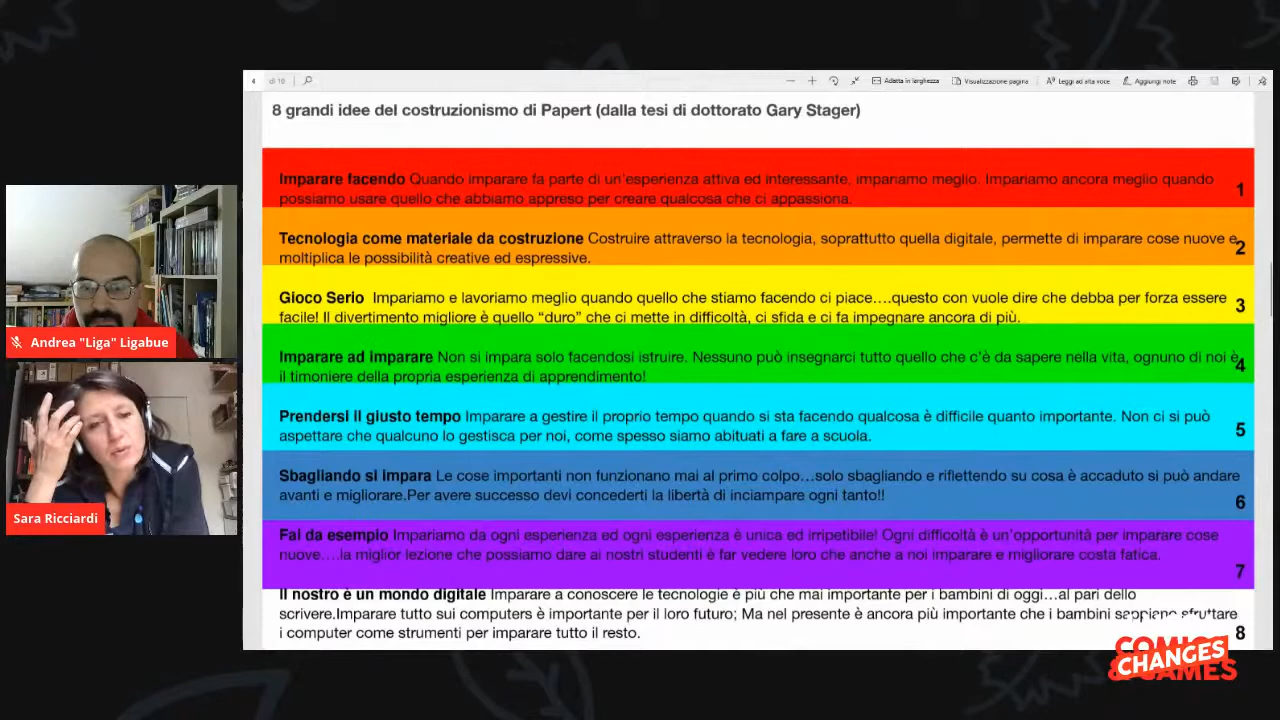 4 di 10
Adatta in larghezza
Visualizzazione pagina
Leggi ad alta voce
Aggiungi note
8 grandi idee del costruzionismo di Papert (dalla tesi di dottorato Gary Stager)
Imparare facendo Quando imparare fa parte di un'esperienza attiva ed interessante, impariamo meglio. Impariamo ancora meglio quando
possiamo usare quello che abbiamo appreso per creare qualcosa che ci appassiona.
1
Tecnologia come materiale da costruzione Costruire attraverso la tecnologia, soprattutto quella digitale, permette di imparare cose nuove e
moltiplica le possibilità creative ed espressive.
2
Gioco Serio Impariamo e lavoriamo meglio quando quello che stiamo facendo ci piace….questo con vuole dire che debba per forza essere
facile! Il divertimento migliore è quello “duro” che ci mette in difficoltà, ci sfida e ci fa impegnare ancora di più.
3
Imparare ad imparare Non si impara solo facendosi istruire. Nessuno può insegnarci tutto quello che c'è da sapere nella vita, ognuno di noi è
il timoniere della propria esperienza di apprendimento!
4
Prendersi il giusto tempo Imparare a gestire il proprio tempo quando si sta facendo qualcosa è difficile quanto importante. Non ci si può
aspettare che qualcuno lo gestisca per noi, come spesso siamo abituati a fare a scuola.
5
Sbagliando si impara Le cose importanti non funzionano mai al primo colpo…solo sbagliando e riflettendo su cosa è accaduto si può andare
avanti e migliorare.Per avere successo devi concederti la libertà di inciampare ogni tanto!!
6
Fai da esempio Impariamo da ogni esperienza ed ogni esperienza è unica ed irripetibile! Ogni difficoltà è un'opportunità per imparare cose
nuove….la miglior lezione che possiamo dare ai nostri studenti è far vedere loro che anche a noi imparare e migliorare costa fatica.
7
Il nostro è un mondo digitale Imparare a conoscere le tecnologie è più che mai importante per i bambini di oggi…al pari dello
scrivere.Imparare tutto sui computers è importante per il loro futuro; Ma nel presente è ancora più importante che i bambini sappiano sfruttare
i computer come strumenti per imparare tutto il resto.
8
Andrea "Liga" Ligabue
Sara Ricciardi
COMICS
CHANGES
& GAMES